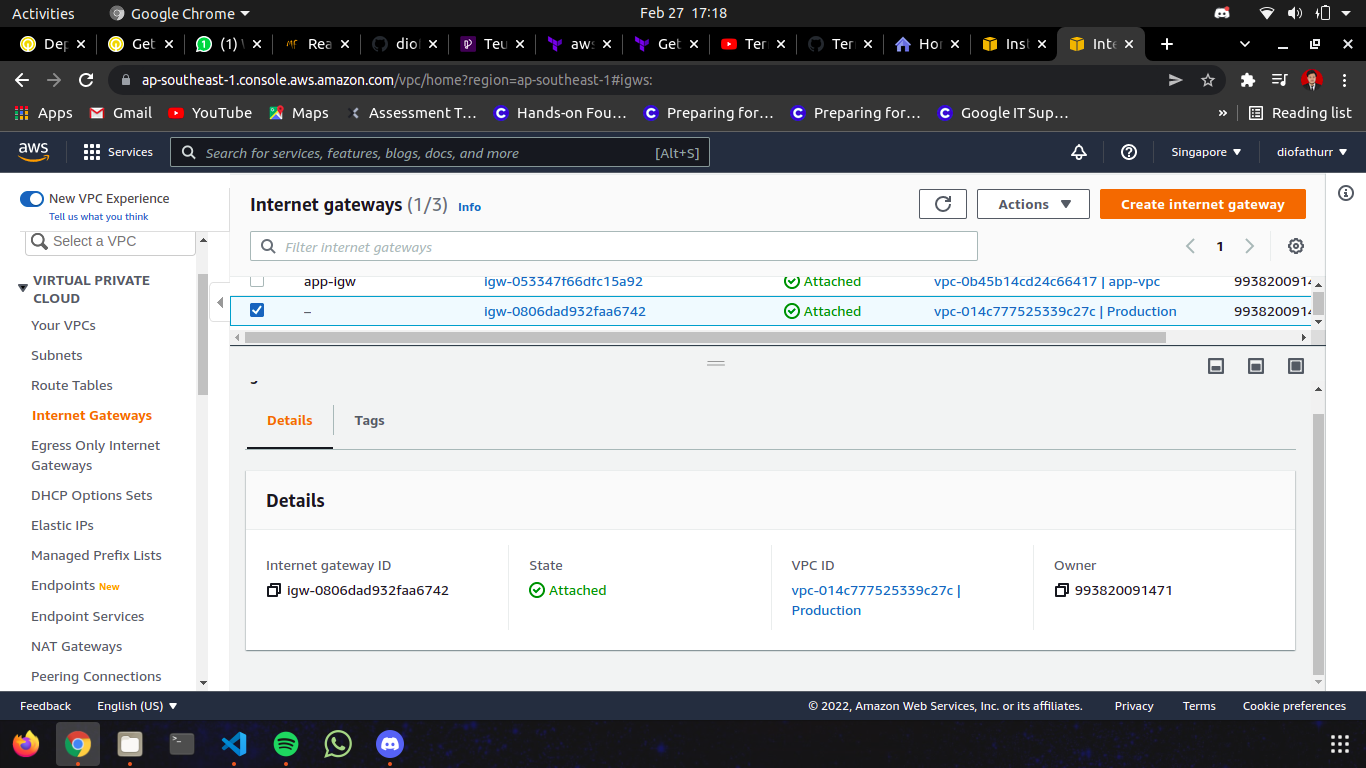 Activities Google Chrome Feb 27 17:18
Dep Get (1) W Rea diol Teu aws Get Terr Terr Hor Inst Inte
ap-southeast-1.console.aws.amazon.com/vpc/home?region=ap-southeast-1#igws:
Apps Gmail YouTube Maps Assessment T... Hands-on Fou... Preparing for... Preparing for... Google IT Sup... » Reading list
aws Services Search for services, features, blogs, docs, and more [Alt+S] Singapore diofathurr
New VPC Experience
Tell us what you think
Select a VPC
VIRTUAL PRIVATE
CLOUD
Your VPCs
Subnets
Route Tables
Internet Gateways
Egress Only Internet
Gateways
DHCP Options Sets
Elastic IPs
Managed Prefix Lists
Endpoints New
Endpoint Services
NAT Gateways
Peering Connections
Internet gateways (1/3) Info
Actions Create internet gateway
Filter internet gateways 1
app-igw igw-053347f66dfc15a92 Attached vpc-0b45b14cd24c66417 | app-vpc 9938200914
– igw-0806dad932faa6742 Attached vpc-014c777525339c27c | Production 9938200914
Details Tags
Details
Internet gateway ID State VPC ID Owner
igw-0806dad932faa6742 Attached vpc-014c777525339c27c | 993820091471
Production
Feedback English (US) © 2022, Amazon Web Services, Inc. or its affiliates. Privacy Terms Cookie preferences